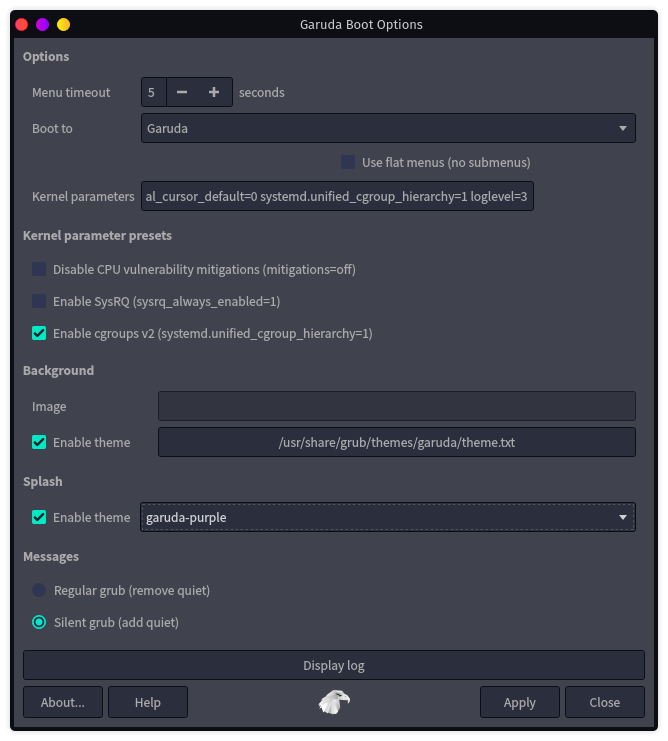 Garuda Boot Options
Options
Menu timeout 5 seconds
Boot to Garuda
Use flat menus (no submenus)
Kernel parameters al_cursor_default=0 systemd.unified_cgroup_hierarchy=1 loglevel=3
Kernel parameter presets
Disable CPU vulnerability mitigations (mitigations=off)
Enable SysRQ (sysrq_always_enabled=1)
Enable cgroups v2 (systemd.unified_cgroup_hierarchy=1)
Background
Image
Enable theme /usr/share/grub/themes/garuda/theme.txt
Splash
Enable theme garuda-purple
Messages
Regular grub (remove quiet)
Silent grub (add quiet)
Display log
About... Help Apply Close